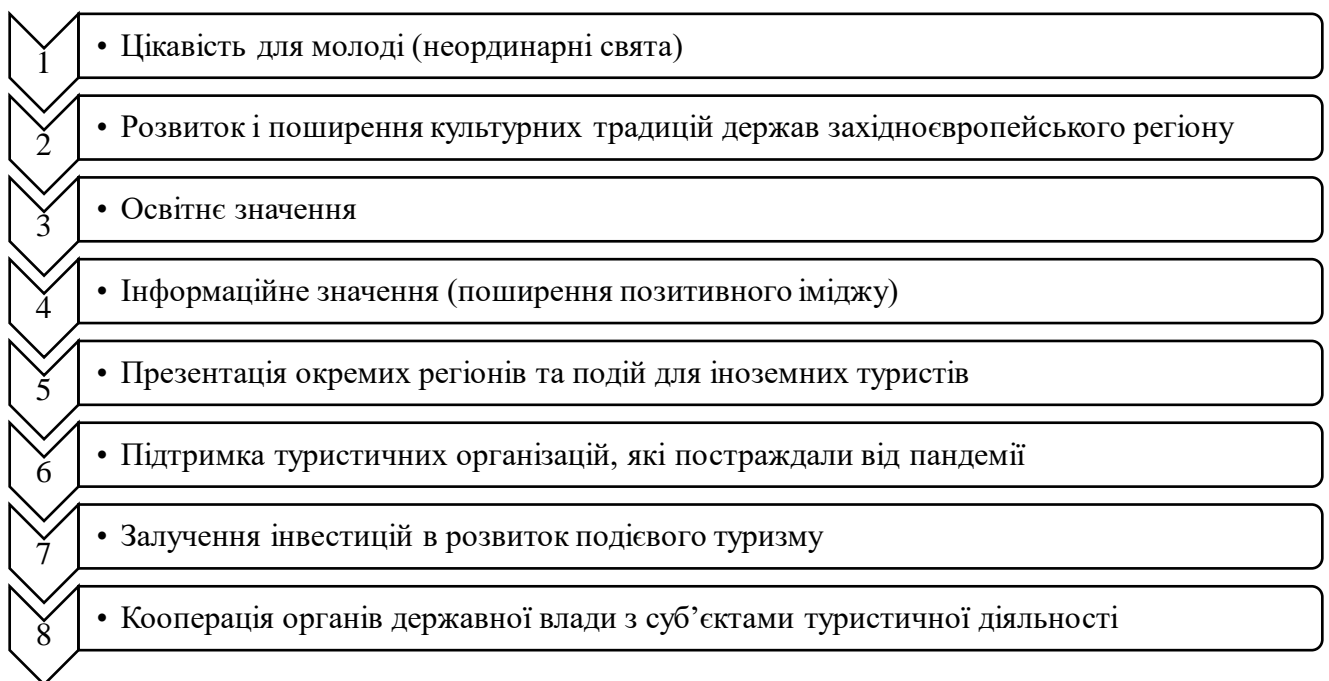 1
• Цікавість для молоді (неординарні свята)
2
• Розвиток і поширення культурних традицій держав західноєвропейського регіону
3
• Освітнє значення
4
• Інформаційне значення (поширення позитивного іміджу)
5
• Презентація окремих регіонів та подій для іноземних туристів
6
• Підтримка туристичних організацій, які постраждали від пандемії
7
• Залучення інвестицій в розвиток подієвого туризму
8
• Кооперація органів державної влади з суб’єктами туристичної діяльності